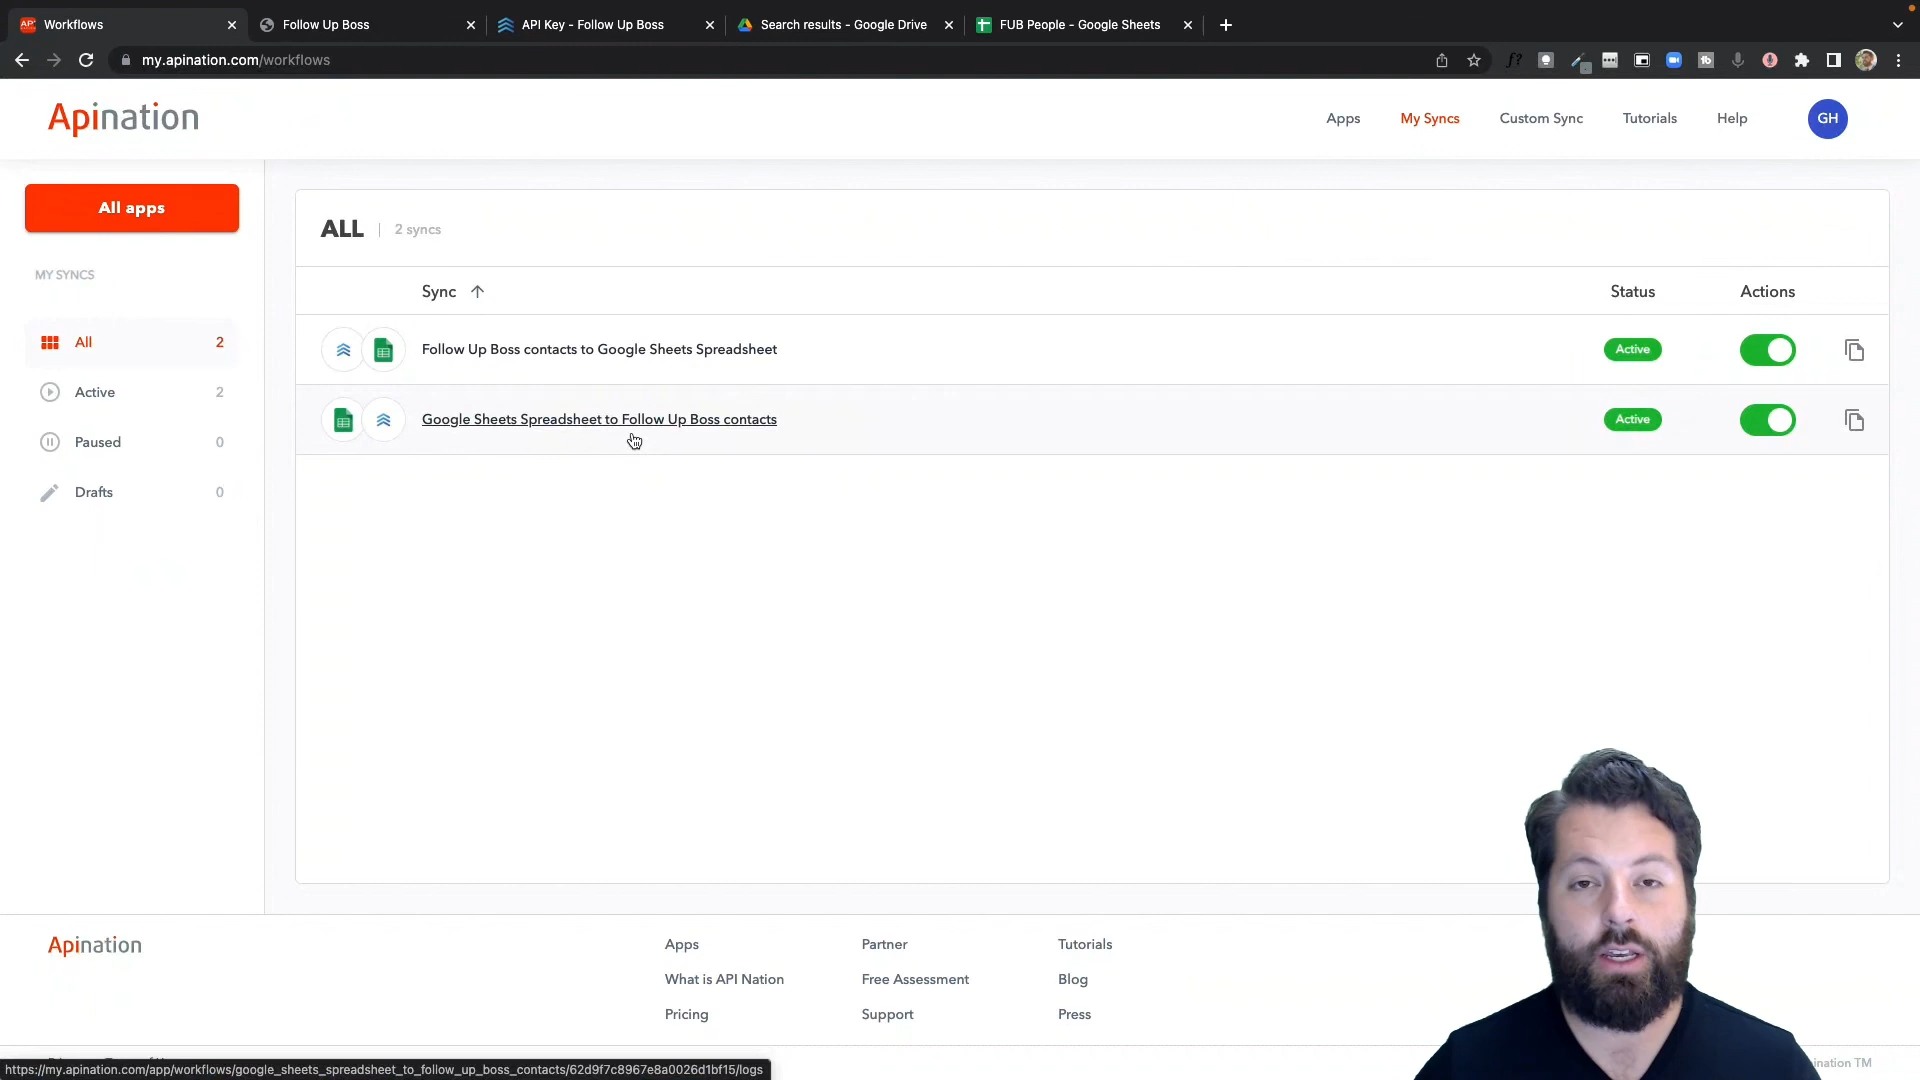 Workflows
Follow Up Boss
API Key - Follow Up Boss
Search results - Google Drive
FUB People - Google Sheets
my.apination.com/workflows
Apination
Apps
My Syncs
Custom Sync
Tutorials
Help
GH
All apps
MY SYNCS
All 2
Active 2
Paused 0
Drafts 0
ALL | 2 syncs
Sync Status Actions
Follow Up Boss contacts to Google Sheets Spreadsheet Active
Google Sheets Spreadsheet to Follow Up Boss contacts Active
Apination
Apps Partner Tutorials
What is API Nation Free Assessment Blog
Pricing Support Press
ination TM
https://my.apination.com/app/workflows/google_sheets_spreadsheet_to_follow_up_boss_contacts/62d9f7c8967e8a0026d1bf15/logs